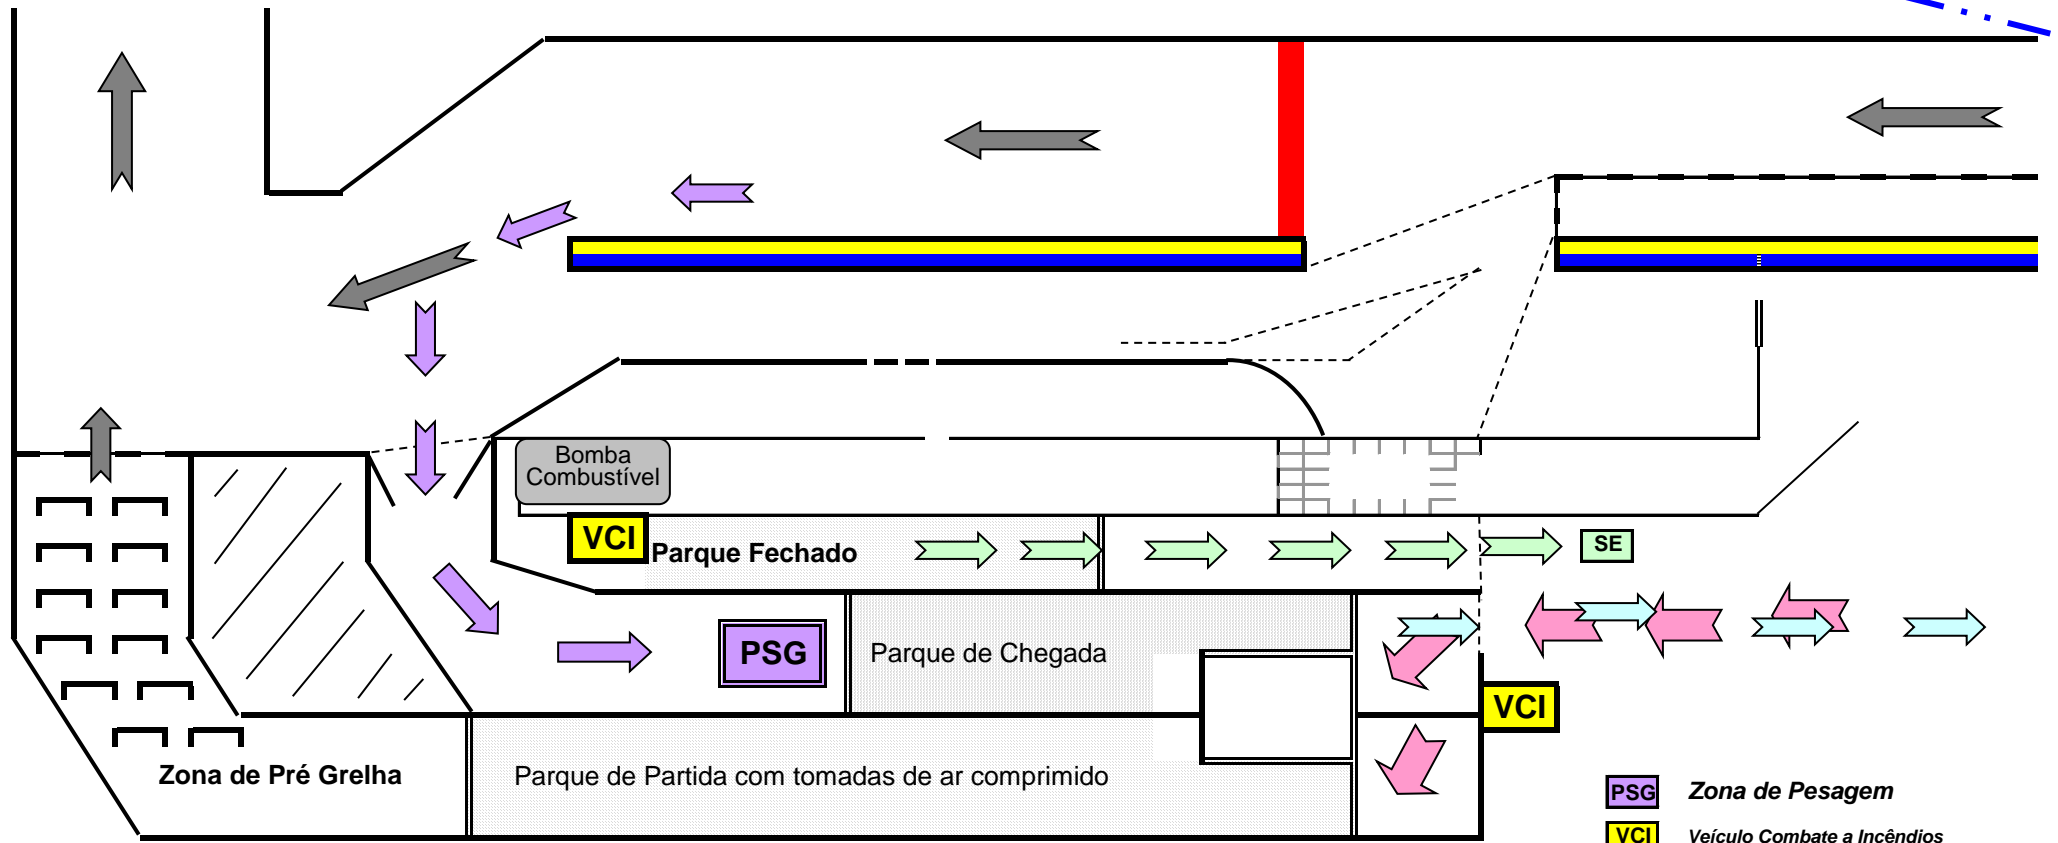 Bomba
Combustível
VCI
Parque Fechado
SE
PSG
Parque de Chegada
VCI
Zona de Pré Grelha
Parque de Partida com tomadas de ar comprimido
PSG Zona de Pesagem
VCI Veículo Combate a Incêndios